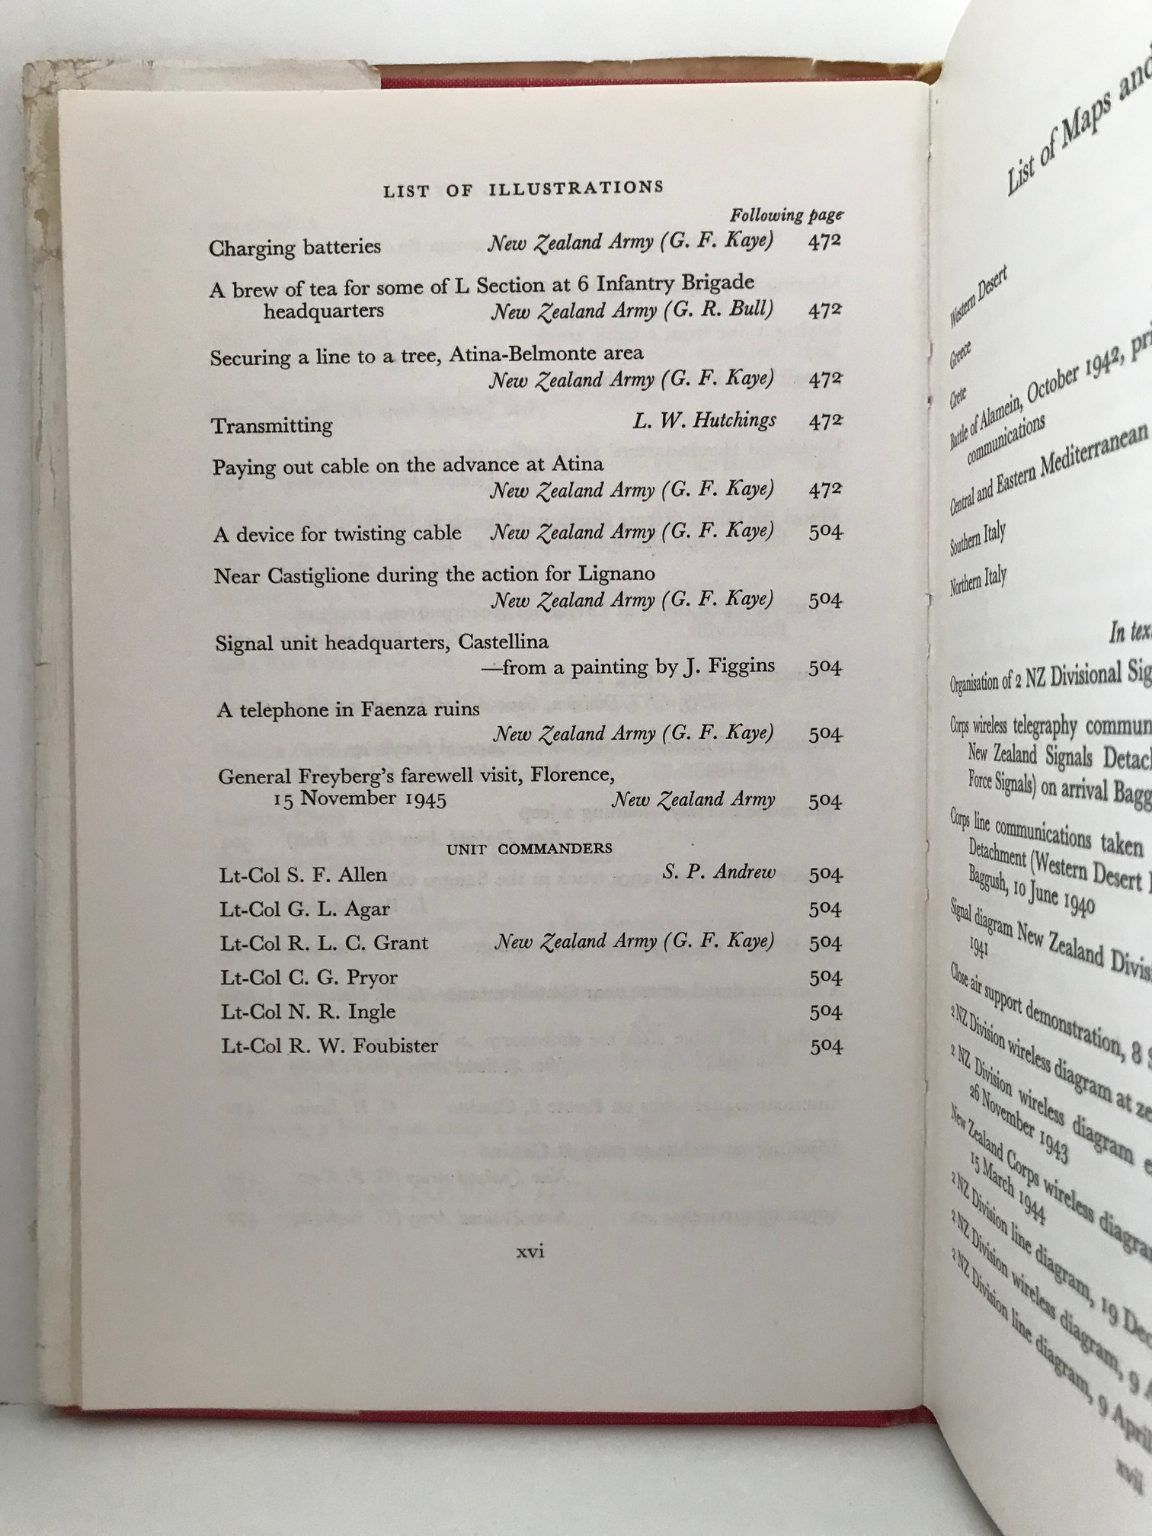 LIST OF ILLUSTRATIONS
Following page
Charging batteries New Zealand Army (G. F. Kaye) 472
A brew of tea for some of L Section at 6 Infantry Brigade
headquarters New Zealand Army (G. R. Bull) 472
Securing a line to a tree, Atina-Belmonte area
New Zealand Army (G. F. Kaye) 472
Transmitting L. W. Hutchings 472
Paying out cable on the advance at Atina
New Zealand Army (G. F. Kaye) 472
A device for twisting cable New Zealand Army (G. F. Kaye) 504
Near Castiglione during the action for Lignano
New Zealand Army (G. F. Kaye) 504
Signal unit headquarters, Castellina
—from a painting by J. Figgins 504
A telephone in Faenza ruins
New Zealand Army (G. F. Kaye) 504
General Freyberg's farewell visit, Florence,
15 November 1945 New Zealand Army 504
UNIT COMMANDERS
Lt-Col S. F. Allen S. P. Andrew 504
Lt-Col G. L. Agar 504
Lt-Col R. L. C. Grant New Zealand Army (G. F. Kaye) 504
Lt-Col C. G. Pryor 504
Lt-Col N. R. Ingle 504
Lt-Col R. W. Foubister 504
xvi
List of Maps and
Western Desert
Greece
Crete
Battle of Alamein, October 1942,
communications
Central and Eastern Mediterranean
Southern Italy
Northern Italy
In
Organisation of 2 NZ Divisional
Corps wireless telegraphy
New Zealand Signals
Force Signals) on arrival
Corps line communications taken
Detachment (Western Desert
Baggush, 10 June 1940
Signal diagram New Zealand
1941
Close air support demonstration, 8
2 NZ Division wireless diagram at
2 NZ Division wireless diagram
26 November 1943
New Zealand Corps wireless
15 March 1944
2 NZ Division line diagram, 19
2 NZ Division wireless diagram, 9
2 NZ Division line diagram, 9 April
xvii